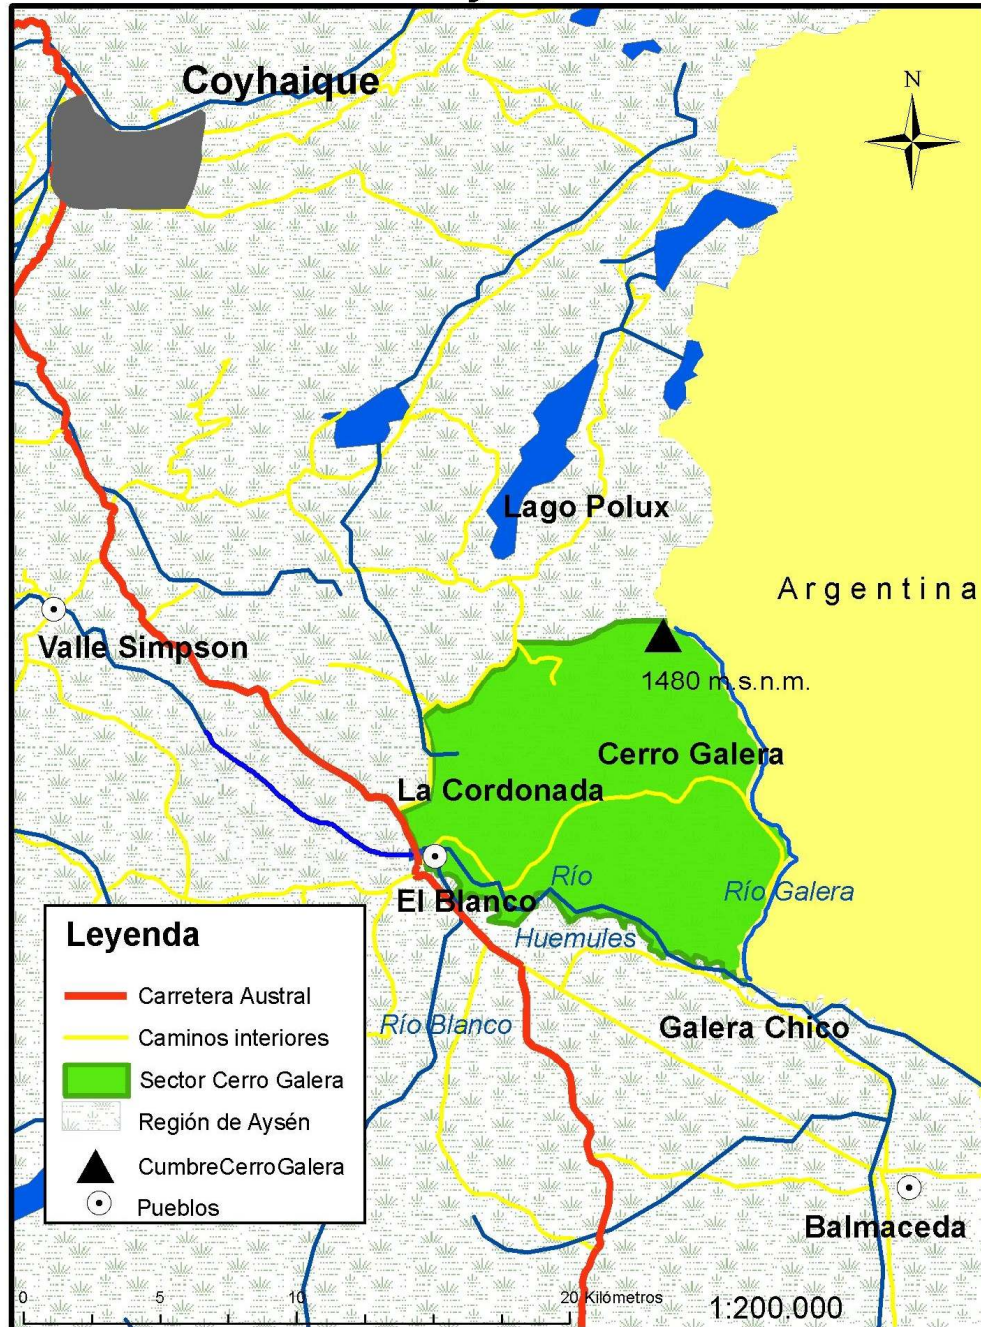 Coyhaique
N
Lago Polux
Argentina
Valle Simpson
1480 m.s.n.m.
Cerro Galera
La Cordonada
Río
Río Galera
El Blanco
Huemules
Río Blanco
Galera Chico
Balmaceda
Leyenda
Carretera Austral
Caminos interiores
Sector Cerro Galera
Región de Aysén
CumbreCerroGalera
Pueblos
0 5 10 20 Kilómetros
1:200.000